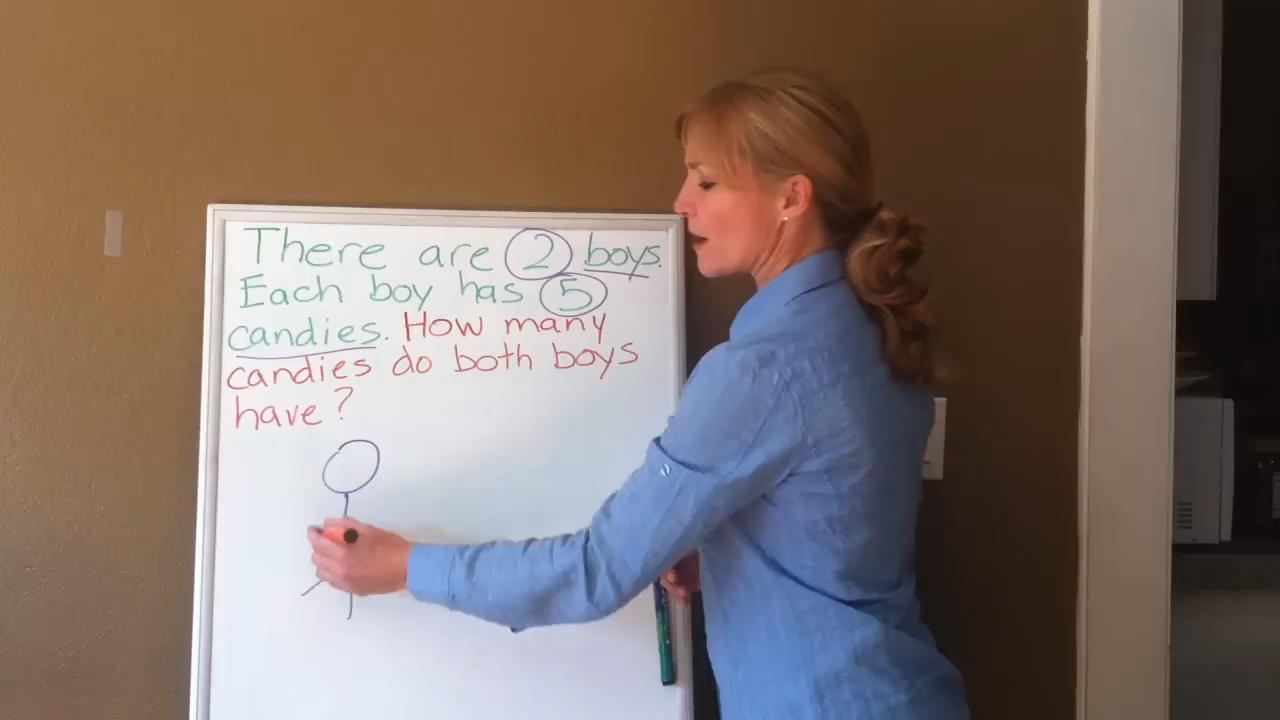 There are 2 boys.
Each boy has 5
candies. How many
candies do both boys
have?